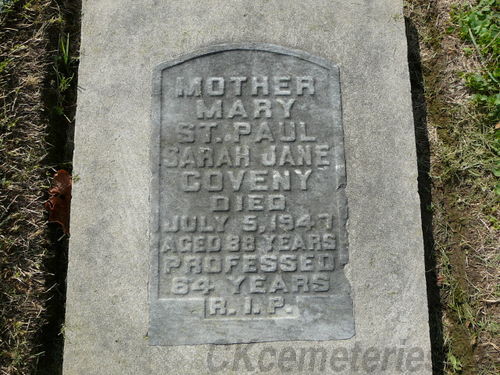 MOTHER
MARY
ST. PAUL
SARAH JANE
COVENY
DIED
JULY 5, 1947
AGED 88 YEARS
PROFESSED
64 YEARS
R.I.P.
CKcemeteries